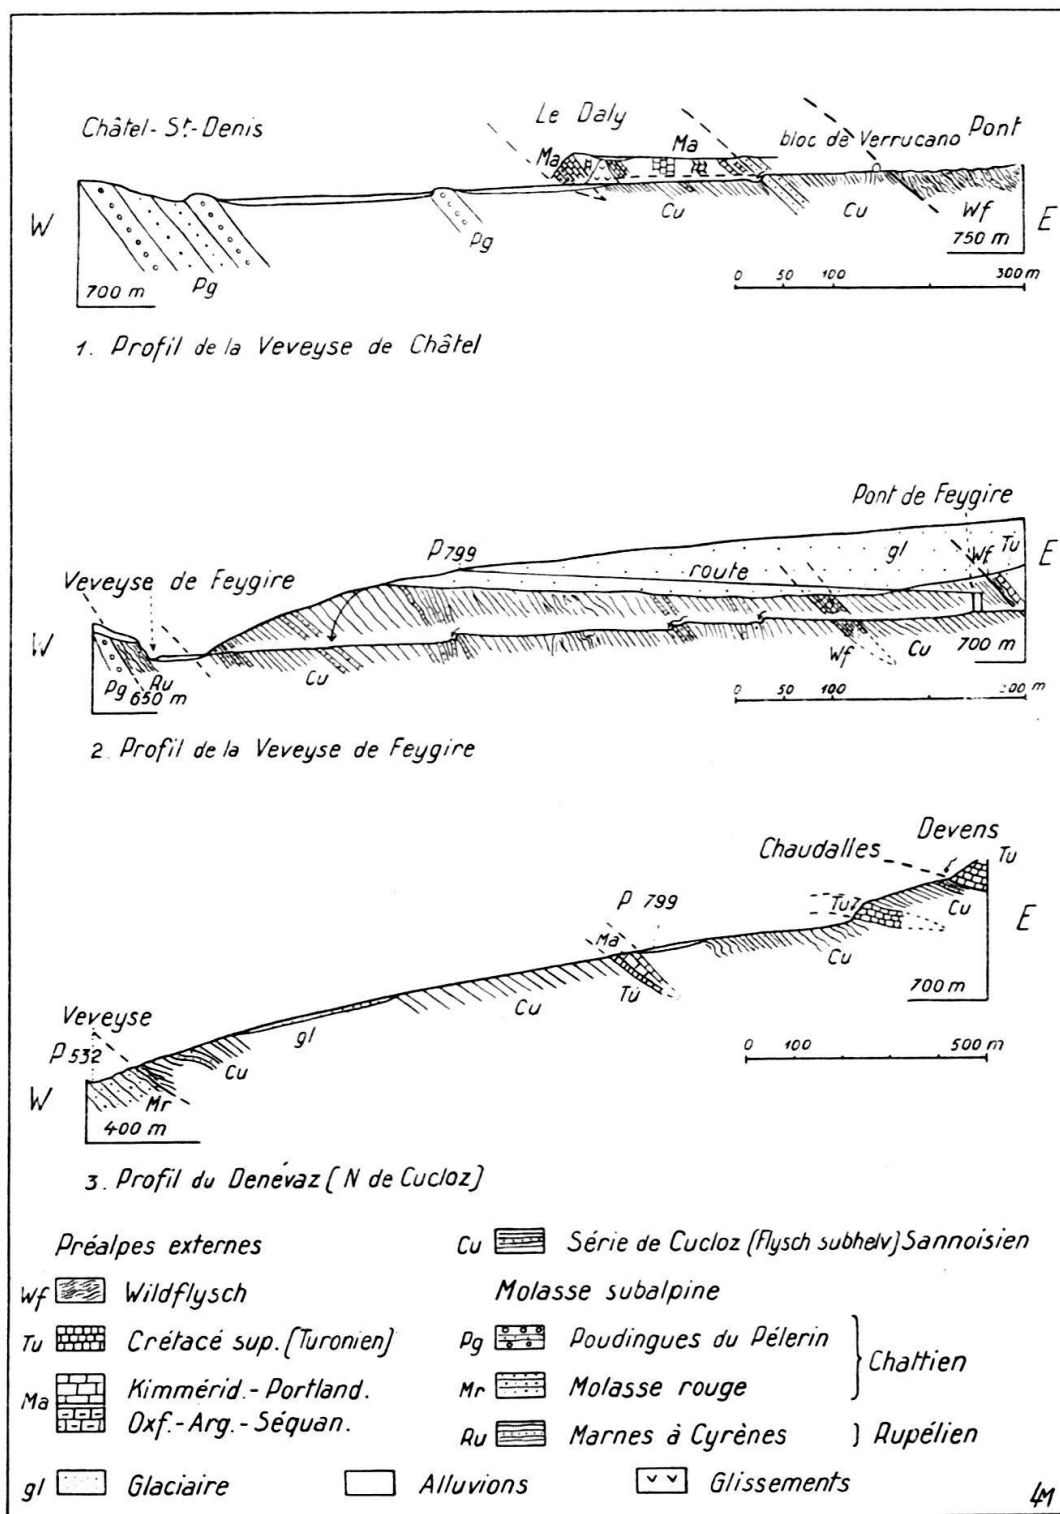 Châtel-St-Denis
Le Daly
Ma
Ma
bloc de Verrucano
Pont
W
E
Pg
Pg
Cu
Cu
Wf
700 m
750 m
0 50 100 300 m
1. Profil de la Veveyse de Châtel
Pont de Feygire
P 799
gl
Wf
Tu
E
Veveyse de Feygire
route
W
Pg
Ru
650 m
Cu
Wf
Cu
700 m
0 50 100 300 m
2. Profil de la Veveyse de Feygire
Devens
Chaudalles
Tu
P 799
Tu?
Cu
E
Ma
Cu
Tu
Cu
700 m
Veveyse
gl
P 532
Cu
0 100 500 m
W
Mr
400 m
3. Profil du Denévaz [N de Cucloz]
Préalpes externes
Cu Série de Cucloz [Flysch subhelv] Sannoisien
Wf Wildflysch
Molasse subalpine
Tu Crétacé sup. [Turonien]
Pg Poudingues du Pélerin
Chattien
Ma Kimmérid.-Portland.
Oxf.-Arg.-Séquan.
Mr Molasse rouge
Ru Marnes à Cyrènes } Rupélien
gl Glaciaire
Alluvions
Glissements
LM